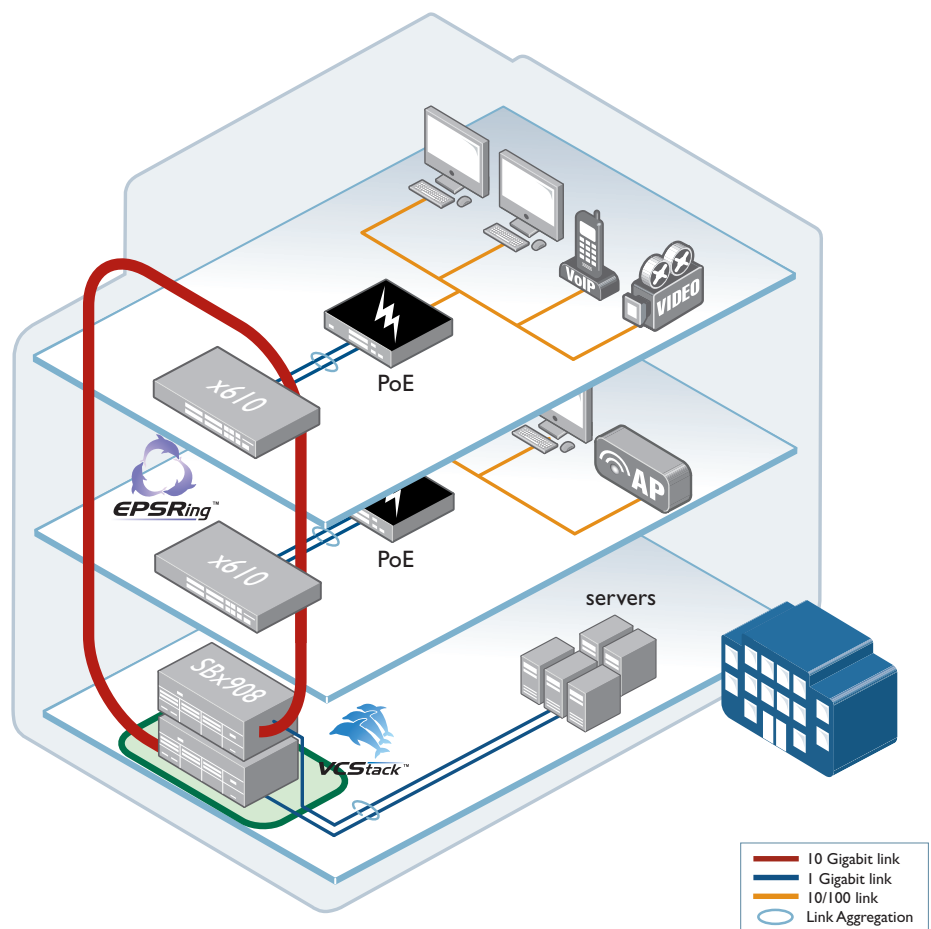 VoIP
VIDEO
PoE
x610
EPSRing™
AP
PoE
x610
servers
SBx908
VCStack™
10 Gigabit link
1 Gigabit link
10/100 link
Link Aggregation